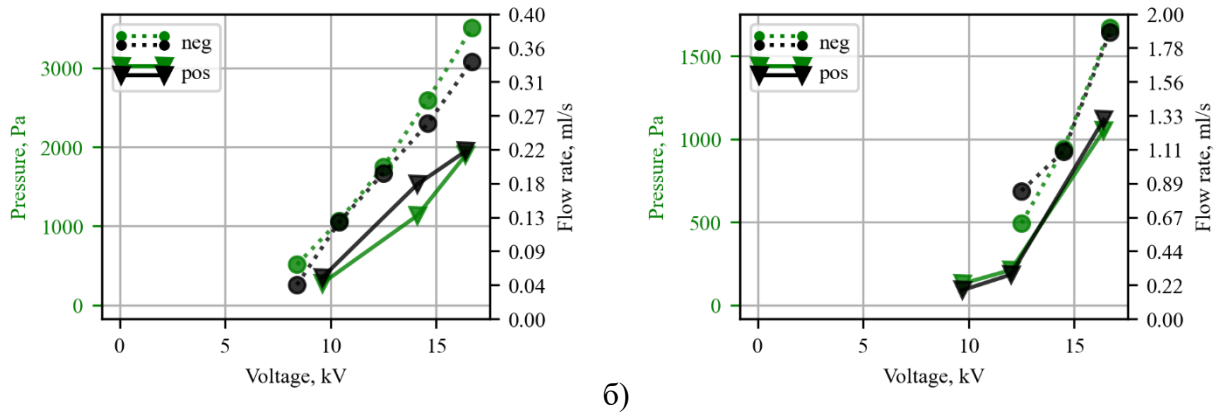 neg
pos
Pressure, Pa
3000
2000
1000
0
0.40
0.36
0.31
0.27
0.22
0.18
0.13
0.09
0.04
0.00
Flow rate, ml/s
0 5 10 15
Voltage, kV
б)
neg
pos
Pressure, Pa
1500
1000
500
0
2.00
1.78
1.56
1.33
1.11
0.89
0.67
0.44
0.22
0.00
Flow rate, ml/s
0 5 10 15
Voltage, kV